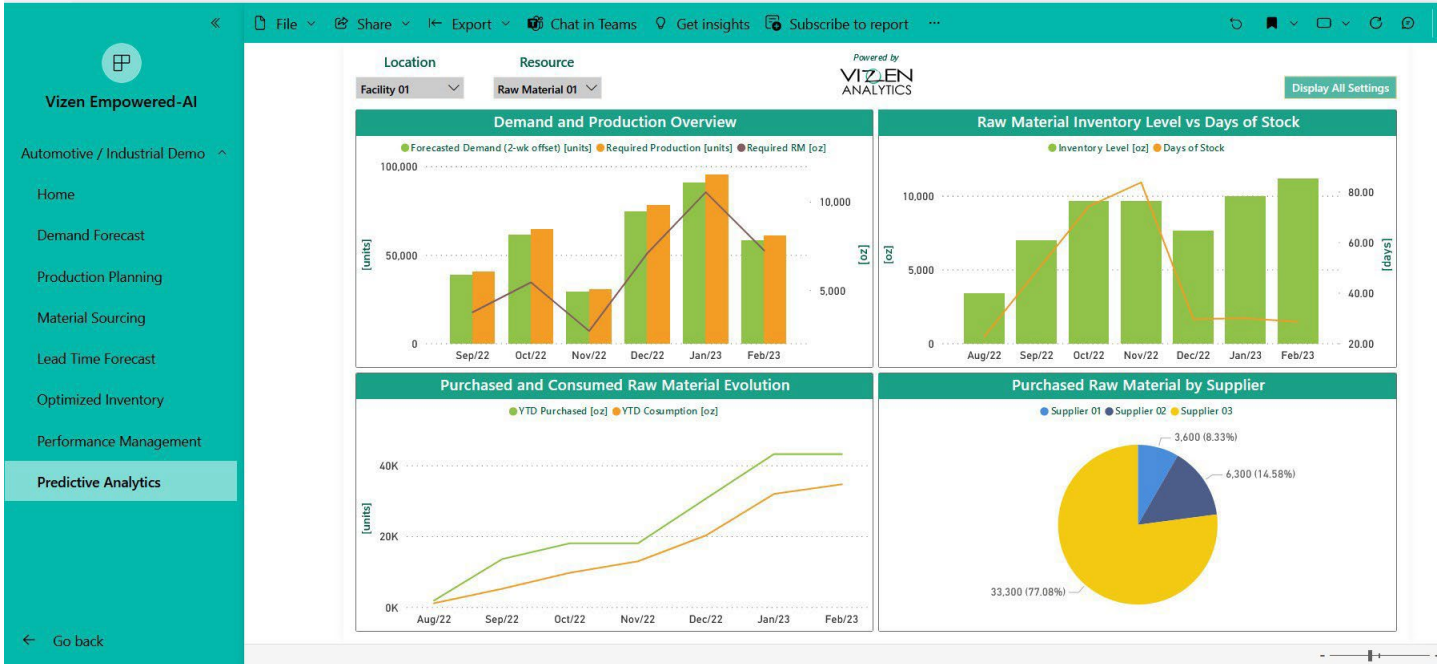 «
File
Share
Export
Chat in Teams
Get insights
Subscribe to report
...
Vizen Empowered-AI
Automotive / Industrial Demo
Home
Demand Forecast
Production Planning
Material Sourcing
Lead Time Forecast
Optimized Inventory
Performance Management
Predictive Analytics
Go back
Location
Resource
Facility 01
Raw Material 01
Powered by
VIZEN
ANALYTICS
Display All Settings
Demand and Production Overview
Forecasted Demand (2-wk offset) [units] Required Production [units] Required RM [oz]
100,000
50,000
0
[units]
10,000
5,000
[oz]
Sep/22 Oct/22 Nov/22 Dec/22 Jan/23 Feb/23
Raw Material Inventory Level vs Days of Stock
Inventory Level [oz] Days of Stock
10,000
5,000
0
[oz]
80.00
60.00
40.00
20.00
[days]
Aug/22 Sep/22 Oct/22 Nov/22 Dec/22 Jan/23 Feb/23
Purchased and Consumed Raw Material Evolution
YTD Purchased [oz] YTD Cosumption [oz]
40K
20K
0K
[units]
Aug/22 Sep/22 Oct/22 Nov/22 Dec/22 Jan/23 Feb/23
Purchased Raw Material by Supplier
Supplier 01 Supplier 02 Supplier 03
3,600 (8.33%)
6,300 (14.58%)
33,300 (77.08%)